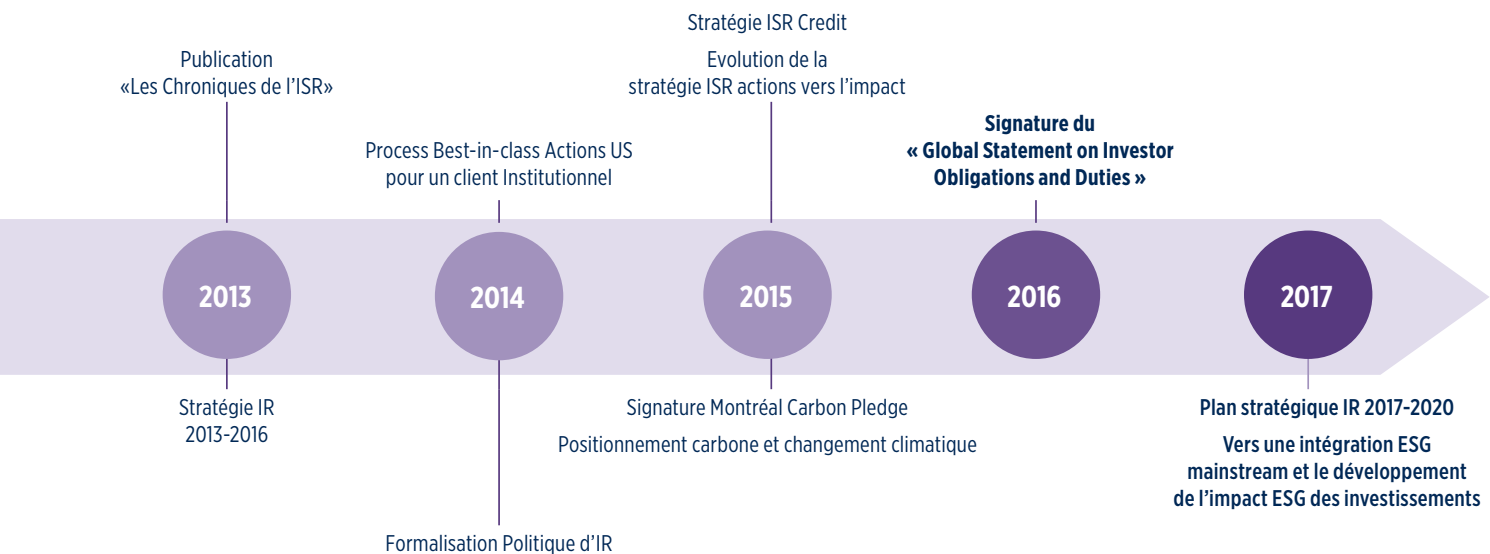 Stratégie ISR Credit
Publication
«Les Chroniques de l'ISR»
Evolution de la
stratégie ISR actions vers l'impact
Process Best-in-class Actions US
pour un client Institutionnel
Signature du
« Global Statement on Investor
Obligations and Duties »
2013
2014
2015
2016
2017
Stratégie IR
2013-2016
Signature Montréal Carbon Pledge
Positionnement carbone et changement climatique
Plan stratégique IR 2017-2020
Vers une intégration ESG
mainstream et le développement
de l'impact ESG des investissements
Formalisation Politique d'IR